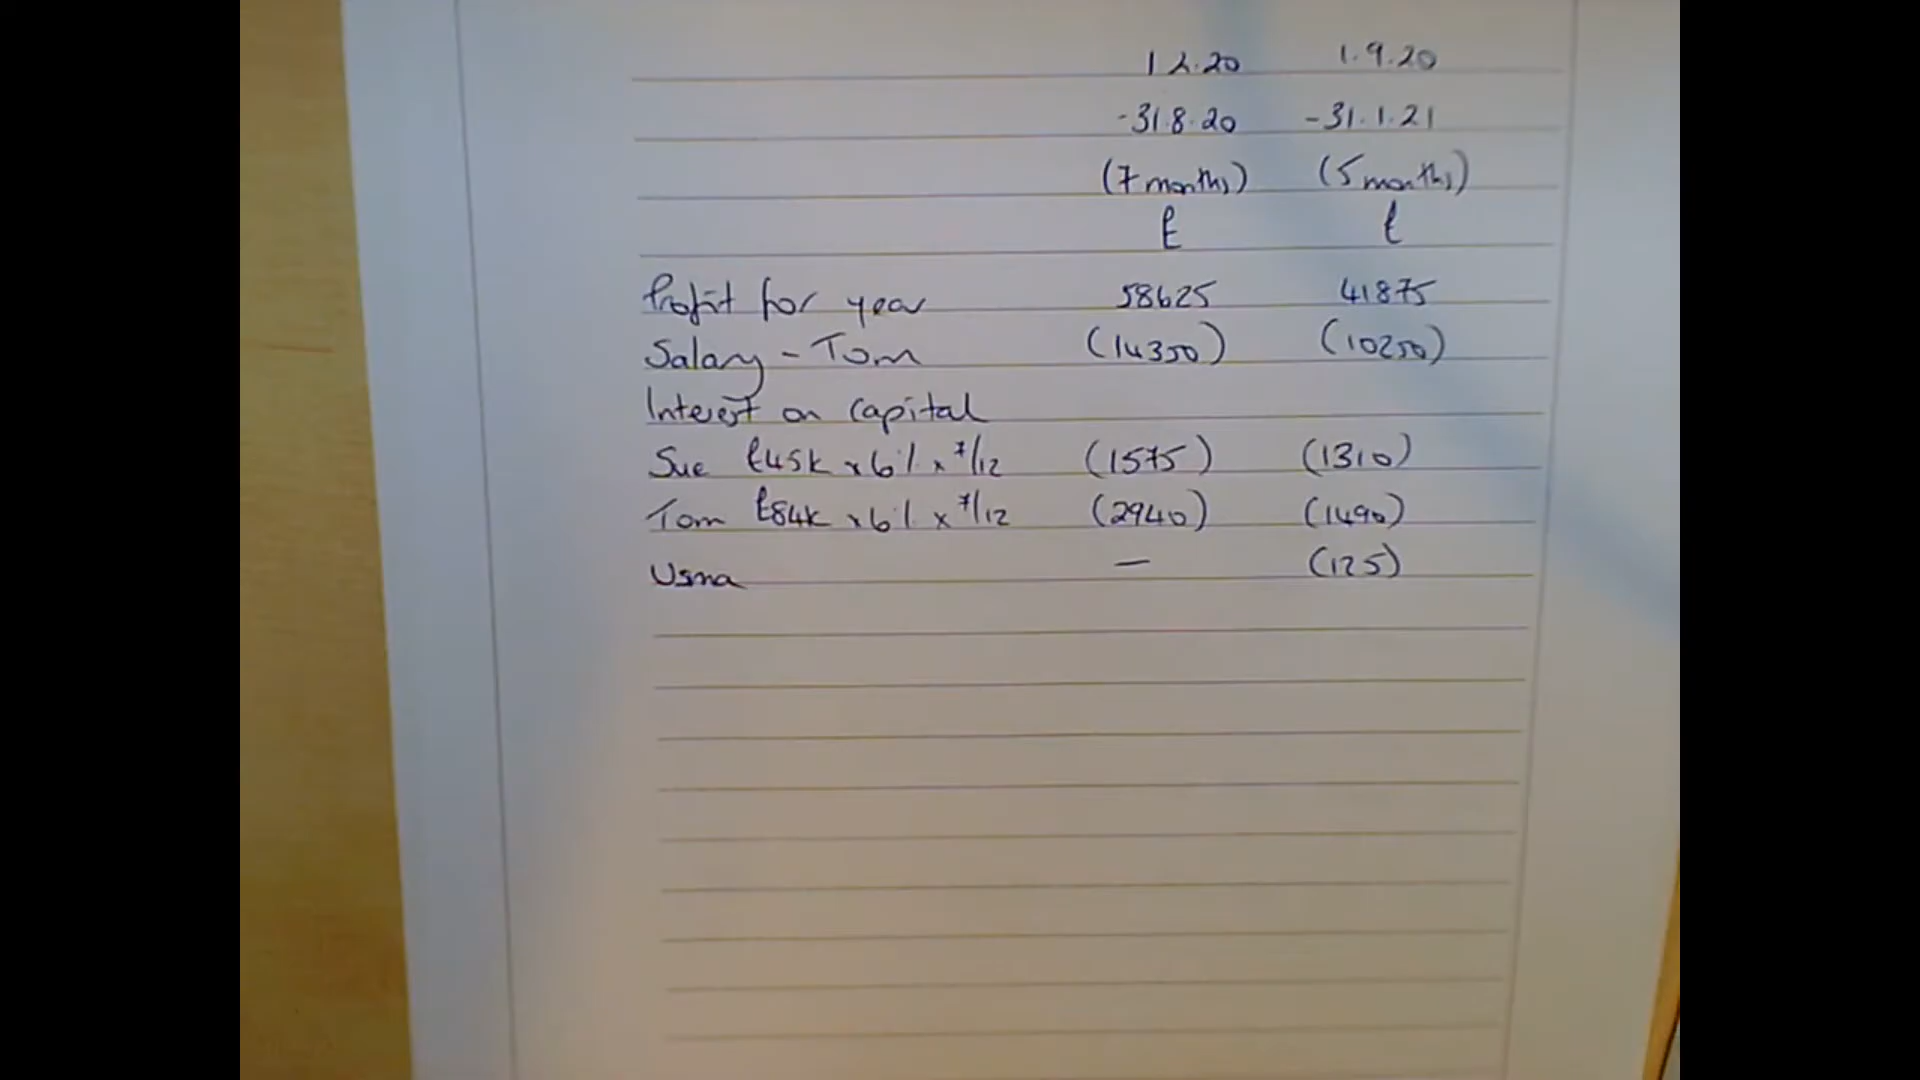 1.2.20 1.9.20
-31.8.20 -31.1.21
(7 months) (5 months)
£ £
Profit for year 58625 41875
Salary - Tom (14350) (10250)
Interest on capital
Sue £45k x 6% x 7/12 (1575) (1310)
Tom £84k x 6% x 7/12 (2940) (1490)
Usma — (125)